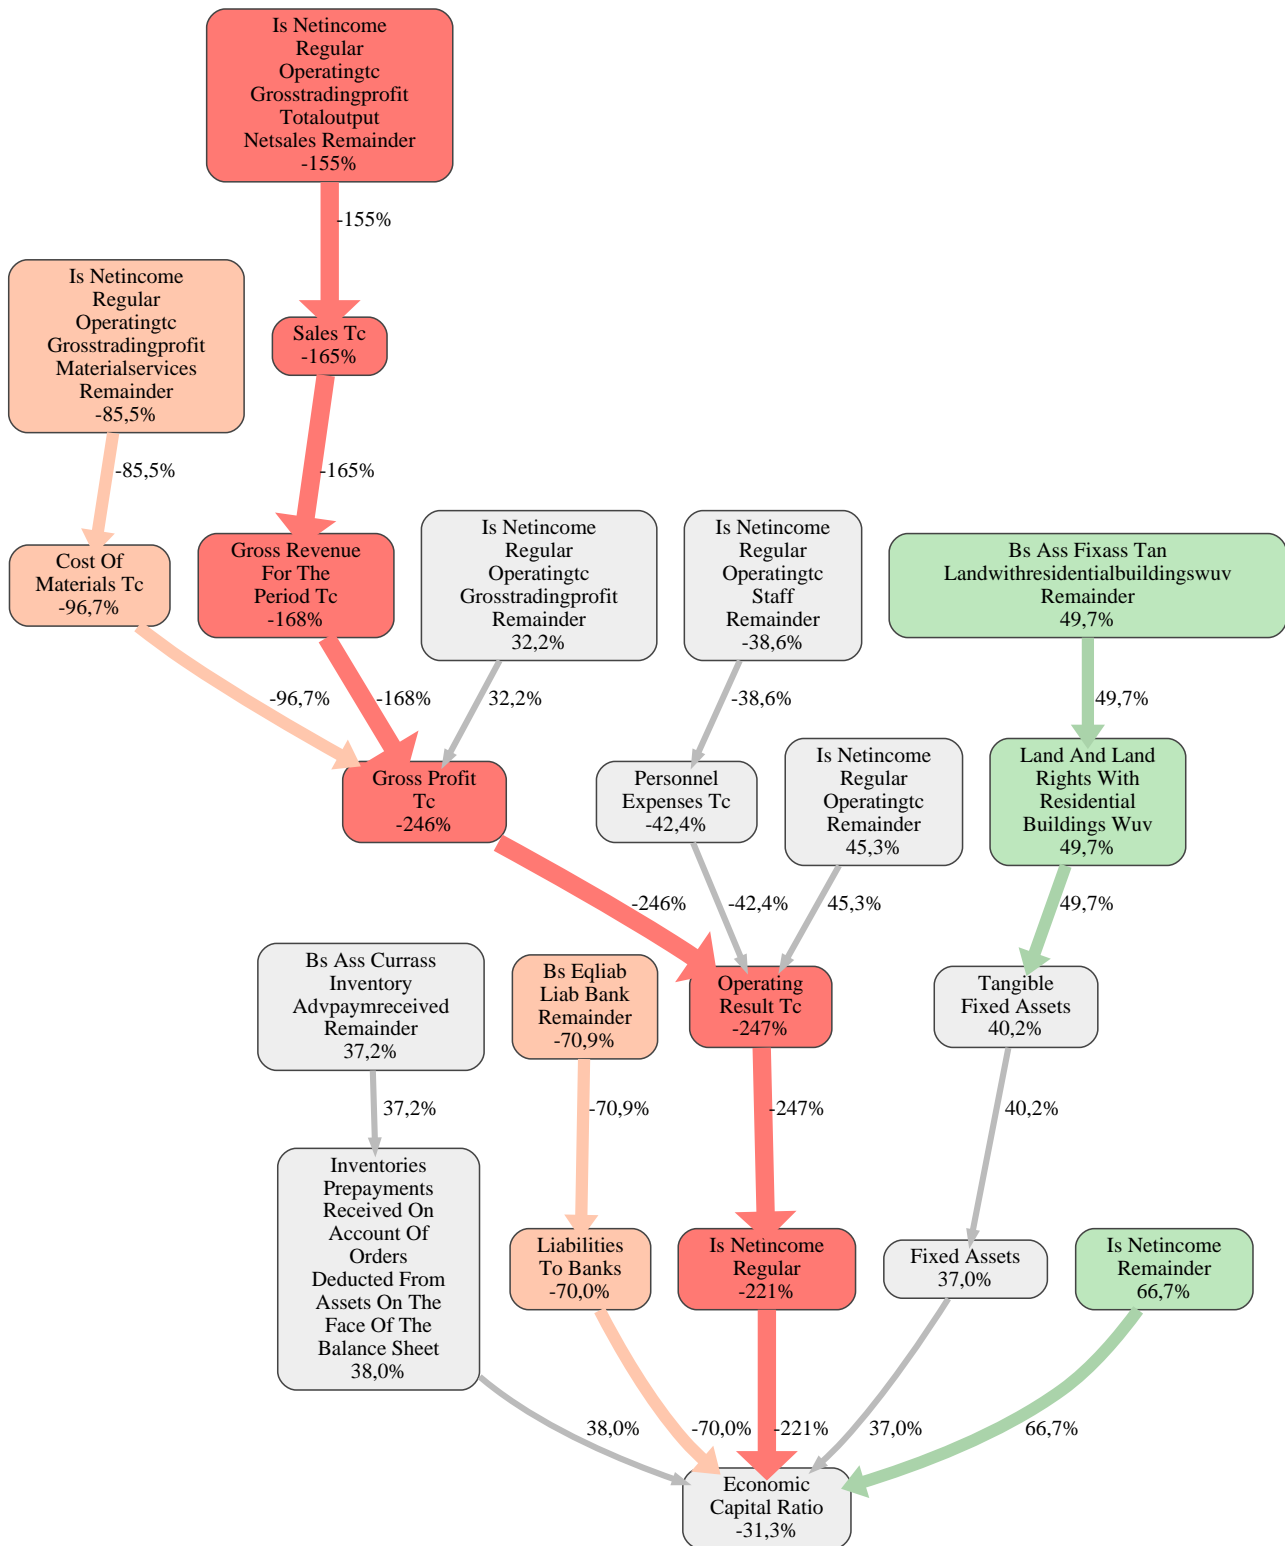 Is Netincome
Regular
Operatingtc
Grosstradingprofit
Totaloutput
Netsales Remainder
-155%
-155%
Is Netincome
Regular
Operatingtc
Grosstradingprofit
Materialservices
Remainder
-85,5%
Sales Tc
-165%
-85,5%
-165%
Cost Of
Materials Tc
-96,7%
Gross Revenue
For The
Period Tc
-168%
Is Netincome
Regular
Operatingtc
Grosstradingprofit
Remainder
32,2%
Is Netincome
Regular
Operatingtc
Staff
Remainder
-38,6%
Bs Ass Fixass Tan
Landwithresidentialbuildingswuv
Remainder
49,7%
-96,7%
-168%
32,2%
-38,6%
49,7%
Gross Profit
Tc
-246%
Personnel
Expenses Tc
-42,4%
Is Netincome
Regular
Operatingtc
Remainder
45,3%
Land And Land
Rights With
Residential
Buildings Wuv
49,7%
-246%
-42,4%
45,3%
49,7%
Bs Ass Currass
Inventory
Advpaymreceived
Remainder
37,2%
Bs Eqliab
Liab Bank
Remainder
-70,9%
Operating
Result Tc
-247%
Tangible
Fixed Assets
40,2%
37,2%
-70,9%
-247%
40,2%
Inventories
Prepayments
Received On
Account Of
Orders
Deducted From
Assets On The
Face Of The
Balance Sheet
38,0%
Liabilities
To Banks
-70,0%
Is Netincome
Regular
-221%
Fixed Assets
37,0%
Is Netincome
Remainder
66,7%
38,0%
-70,0%
-221%
37,0%
66,7%
Economic
Capital Ratio
-31,3%